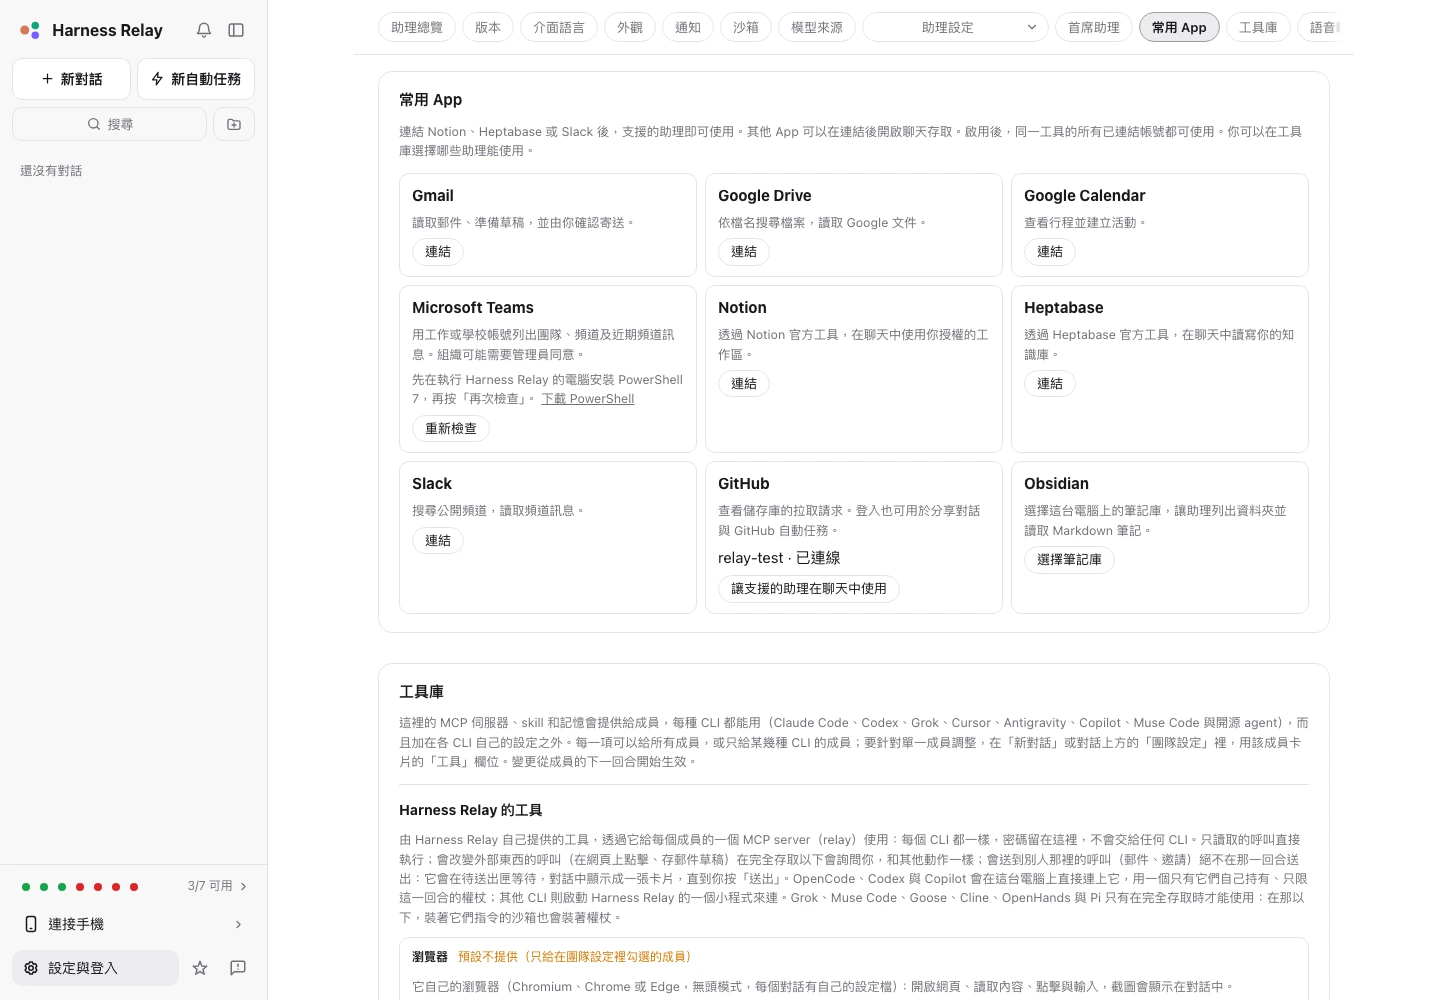 Harness Relay
新對話
新自動任務
搜尋
還沒有對話
3/7 可用
連接手機
設定與登入
助理總覽
版本
介面語言
外觀
通知
沙箱
模型來源
助理設定
首席助理
常用 App
工具庫
語音
常用 App
連結 Notion、Heptabase 或 Slack 後，支援的助理即可使用。其他 App 可以在連結後開啟聊天存取。啟用後，同一工具的所有已連結帳號都可使用。你可以在工具
庫選擇哪些助理能使用。
Gmail
讀取郵件、準備草稿，並由你確認寄送。
連結
Google Drive
依檔名搜尋檔案，讀取 Google 文件。
連結
Google Calendar
查看行程並建立活動。
連結
Microsoft Teams
用工作或學校帳號列出團隊、頻道及近期頻道訊
息。組織可能需要管理員同意。
先在執行 Harness Relay 的電腦安裝 PowerShell
7，再按「再次檢查」。 下載 PowerShell
重新檢查
Notion
透過 Notion 官方工具，在聊天中使用你授權的工
作區。
連結
Heptabase
透過 Heptabase 官方工具，在聊天中讀寫你的知
識庫。
連結
Slack
搜尋公開頻道，讀取頻道訊息。
連結
GitHub
查看儲存庫的拉取請求。登入也可用於分享對話
與 GitHub 自動任務。
relay-test · 已連線
讓支援的助理在聊天中使用
Obsidian
選擇這台電腦上的筆記庫，讓助理列出資料夾並
讀取 Markdown 筆記。
選擇筆記庫
工具庫
這裡的 MCP 伺服器、skill 和記憶會提供給成員，每種 CLI 都能用（Claude Code、Codex、Grok、Cursor、Antigravity、Copilot、Muse Code 與開源 agent），而
且加在各 CLI 自己的設定之外。每一項可以給所有成員，或只給某幾種 CLI 的成員；要針對單一成員調整，在「新對話」或對話上方的「團隊設定」裡，用該成員卡
片的「工具」欄位。變更從成員的下一回合開始生效。
Harness Relay 的工具
由 Harness Relay 自己提供的工具，透過它給每個成員的一個 MCP server（relay）使用：每個 CLI 都一樣，密碼留在這裡，不會交給任何 CLI。只讀取的呼叫直接
執行；會改變外部東西的呼叫（在網頁上點擊、存郵件草稿）在完全存取以下會詢問你，和其他動作一樣；會送到別人那裡的呼叫（郵件、邀請）絕不在那一回合送
出：它會在待送出匣等待，對話中顯示成一張卡片，直到你按「送出」。OpenCode、Codex 與 Copilot 會在這台電腦上直接連上它，用一個只有它們自己持有、只限
這一回合的權杖；其他 CLI 則啟動 Harness Relay 的一個小程式來連。Grok、Muse Code、Goose、Cline、OpenHands 與 Pi 只有在完全存取時才能使用：在那以
下，裝著它們指令的沙箱也會裝著權杖。
瀏覽器 預設不提供（只給在團隊設定裡勾選的成員）
它自己的瀏覽器（Chromium、Chrome 或 Edge，無頭模式，每個對話有自己的設定檔）：開啟網頁、讀取內容、點擊與輸入，截圖會顯示在對話中。